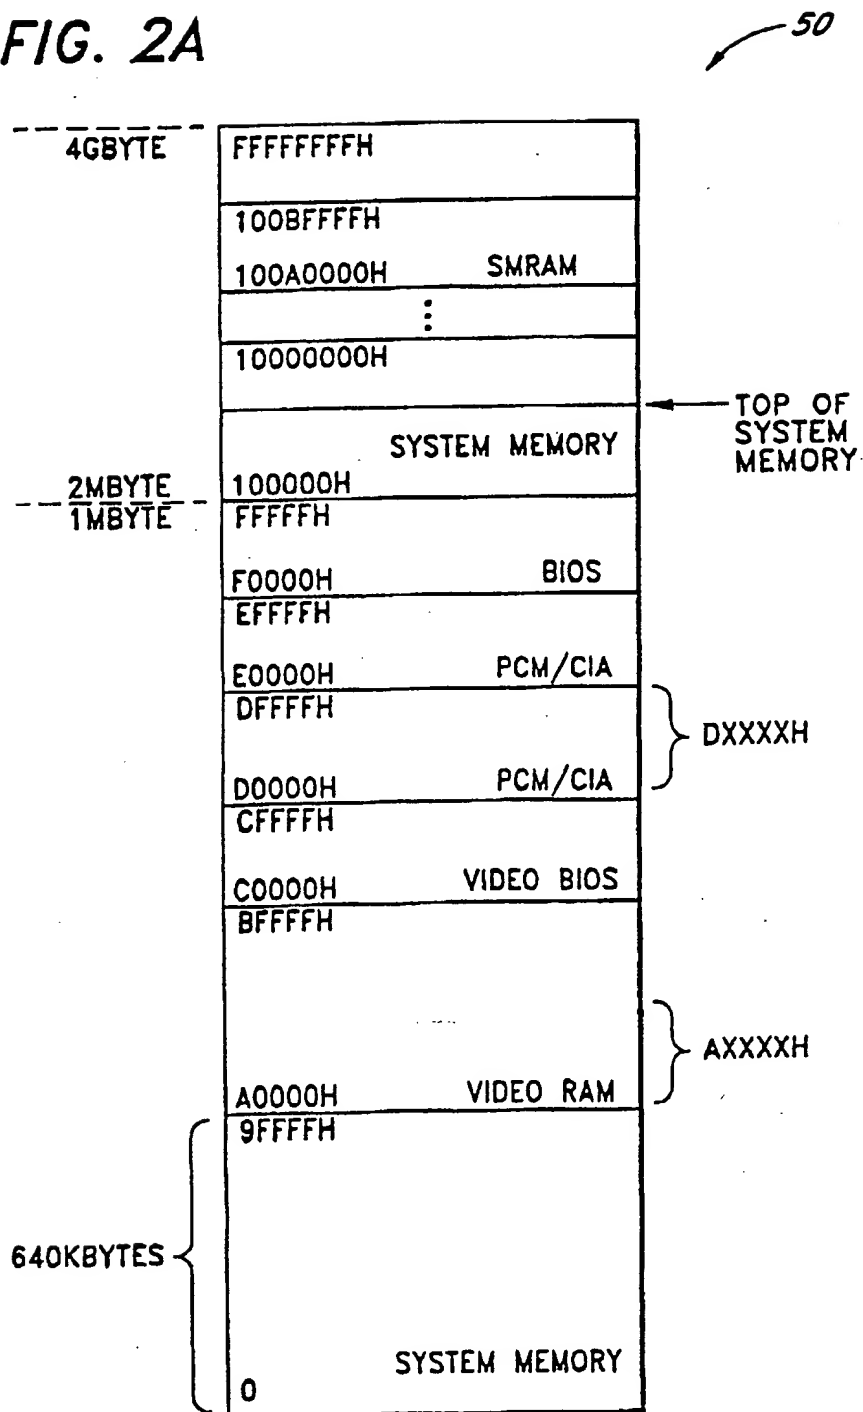 FIG. 2A
50
4GBYTE
FFFFFFFFH
100BFFFFH
100A0000H SMRAM
⋮
10000000H
TOP OF
SYSTEM
MEMORY
SYSTEM MEMORY
2MBYTE 100000H
1MBYTE FFFFFH
F0000H BIOS
EFFFFH
E0000H PCM/CIA
DFFFFH
DXXXXH
D0000H PCM/CIA
CFFFFH
C0000H VIDEO BIOS
BFFFFH
AXXXXH
A0000H VIDEO RAM
9FFFFH
640KBYTES
SYSTEM MEMORY
0